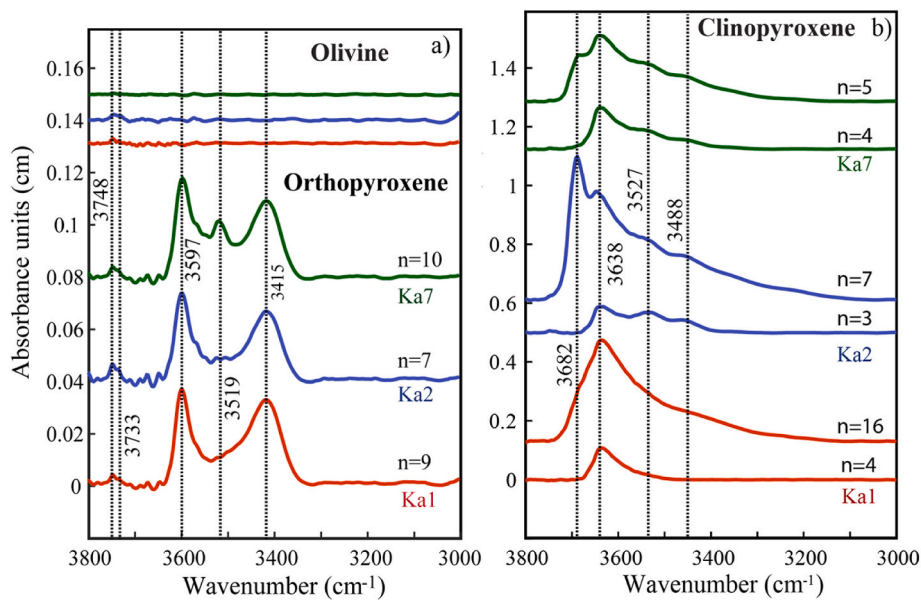 a)
Olivine
0.16
0.14
0.12
0.1
0.08
0.06
0.04
0.02
0
Absorbance units (cm)
3748
3733
Orthopyroxene
3597
3519
3415
n=10
Ka7
n=7
Ka2
n=9
Ka1
3800
3600
3400
3200
3000
Wavenumber (cm-1)
Clinopyroxene
b)
1.4
1.2
1
0.8
0.6
0.4
0.2
0
n=5
n=4
Ka7
3682
3638
3527
3488
n=7
n=3
Ka2
n=16
n=4
Ka1
3800
3600
3400
3200
3000
Wavenumber (cm-1)